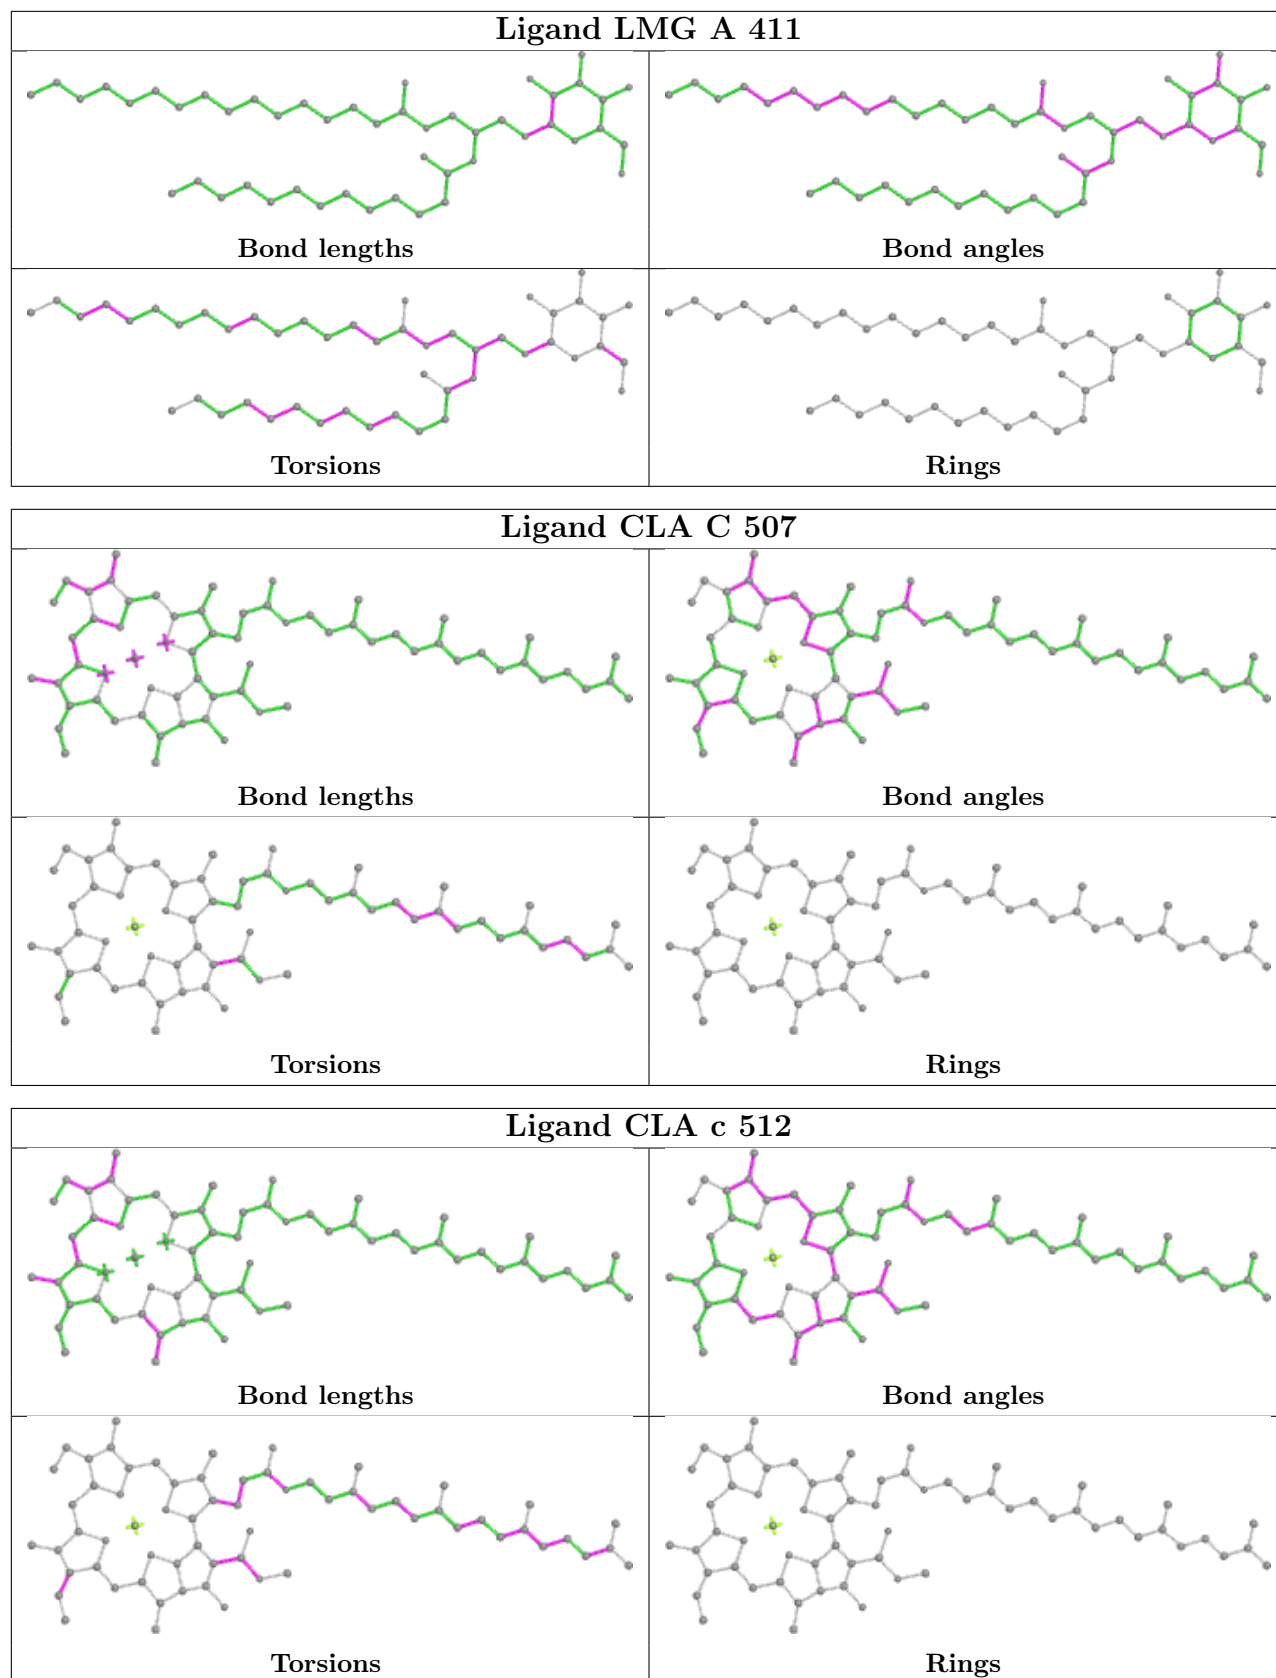 Ligand LMG A 411
Bond lengths
Bond angles
Torsions
Rings
Ligand CLA C 507
Bond lengths
Bond angles
Torsions
Rings
Ligand CLA c 512
Bond lengths
Bond angles
Torsions
Rings